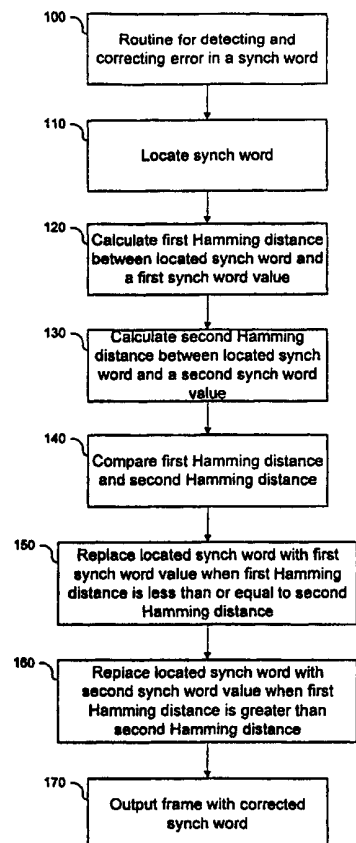 100
Routine for detecting and
correcting error in a synch word
110
Locate synch word
120
Calculate first Hamming distance
between located synch word and
a first synch word value
130
Calculate second Hamming
distance between located synch
word and a second synch word
value
140
Compare first Hamming distance
and second Hamming distance
150
Replace located synch word with first
synch word value when first Hamming
distance is less than or equal to second
Hamming distance
160
Replace located synch word with
second synch word value when first
Hamming distance is greater than
second Hamming distance
170
Output frame with corrected
synch word